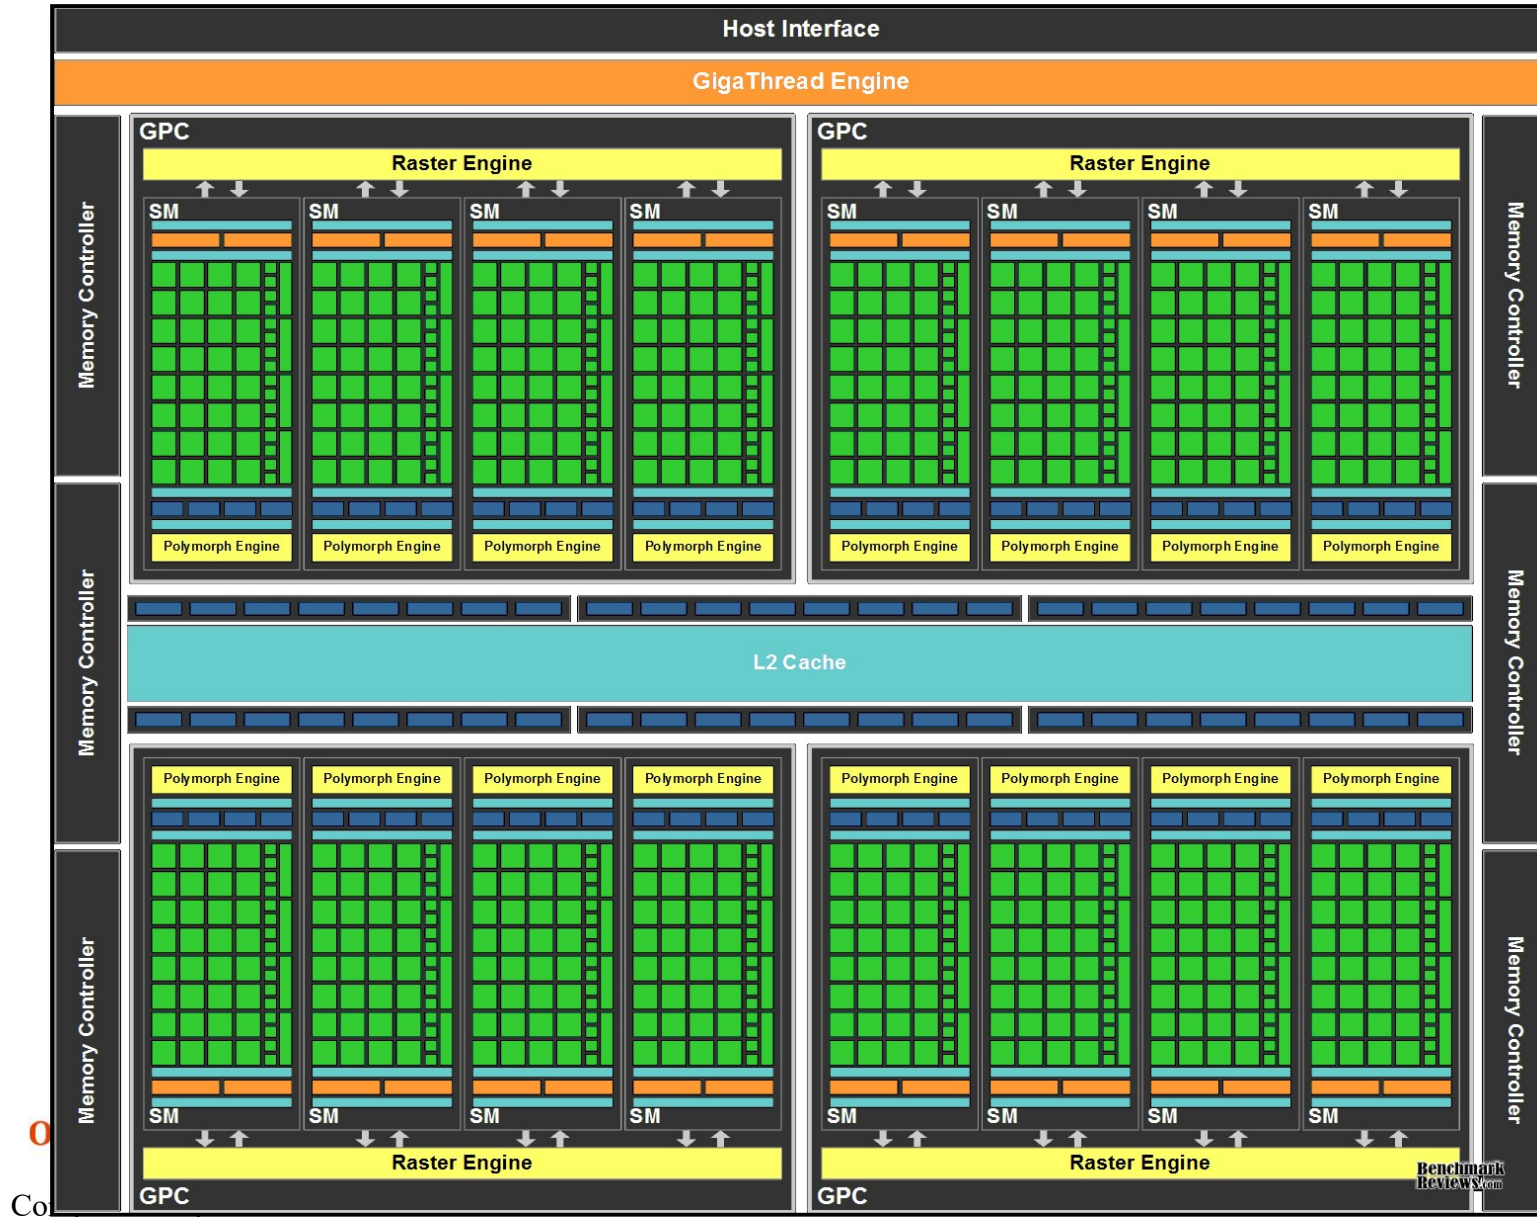 Host Interface
GigaThread Engine
GPC
GPC
Raster Engine
Raster Engine
SM SM SM SM
SM SM SM SM
Memory Controller
Memory Controller
Polymorph Engine Polymorph Engine Polymorph Engine Polymorph Engine
Polymorph Engine Polymorph Engine Polymorph Engine Polymorph Engine
Memory Controller
L2 Cache
Memory Controller
Polymorph Engine Polymorph Engine Polymorph Engine Polymorph Engine
Polymorph Engine Polymorph Engine Polymorph Engine Polymorph Engine
Memory Controller
Memory Controller
SM SM SM SM
SM SM SM SM
Raster Engine
Raster Engine
GPC
GPC
Benchmark
Reviews.com